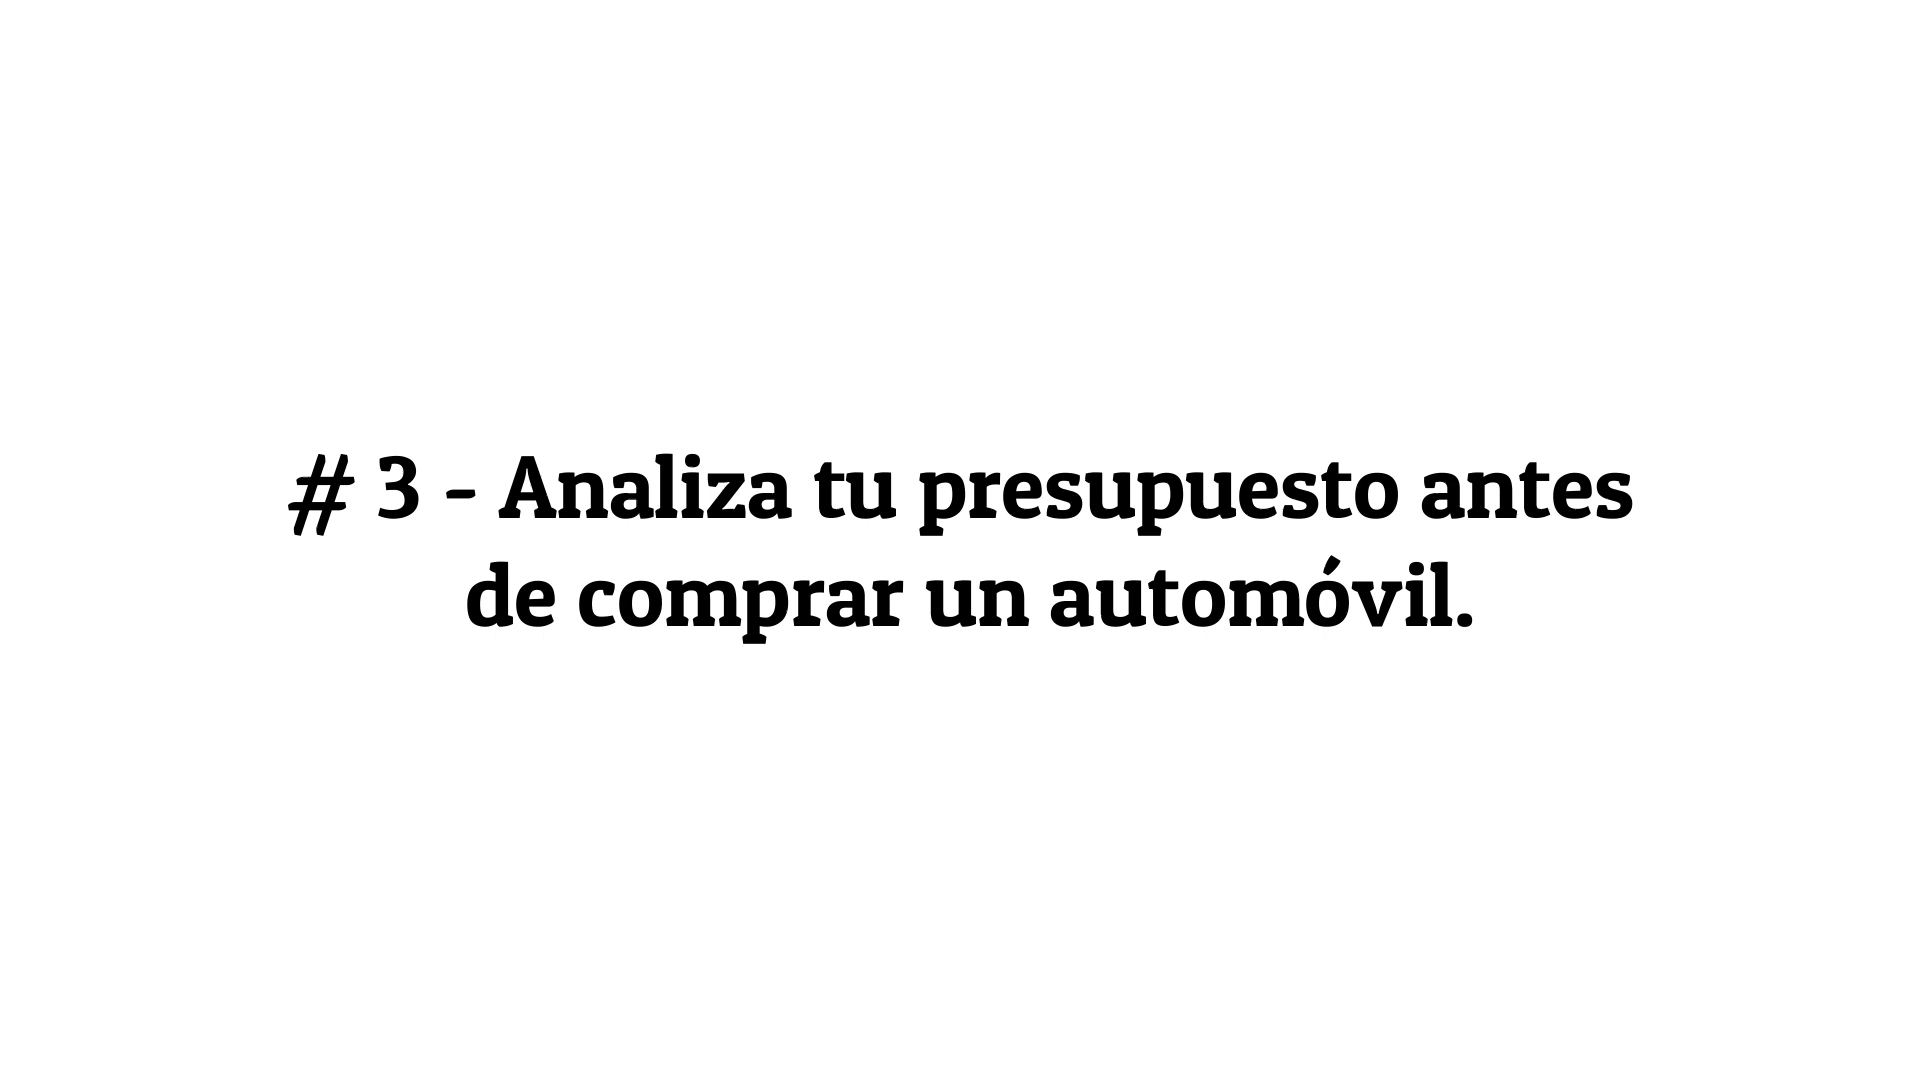 # 3 - Analiza tu presupuesto antes
de comprar un automóvil.